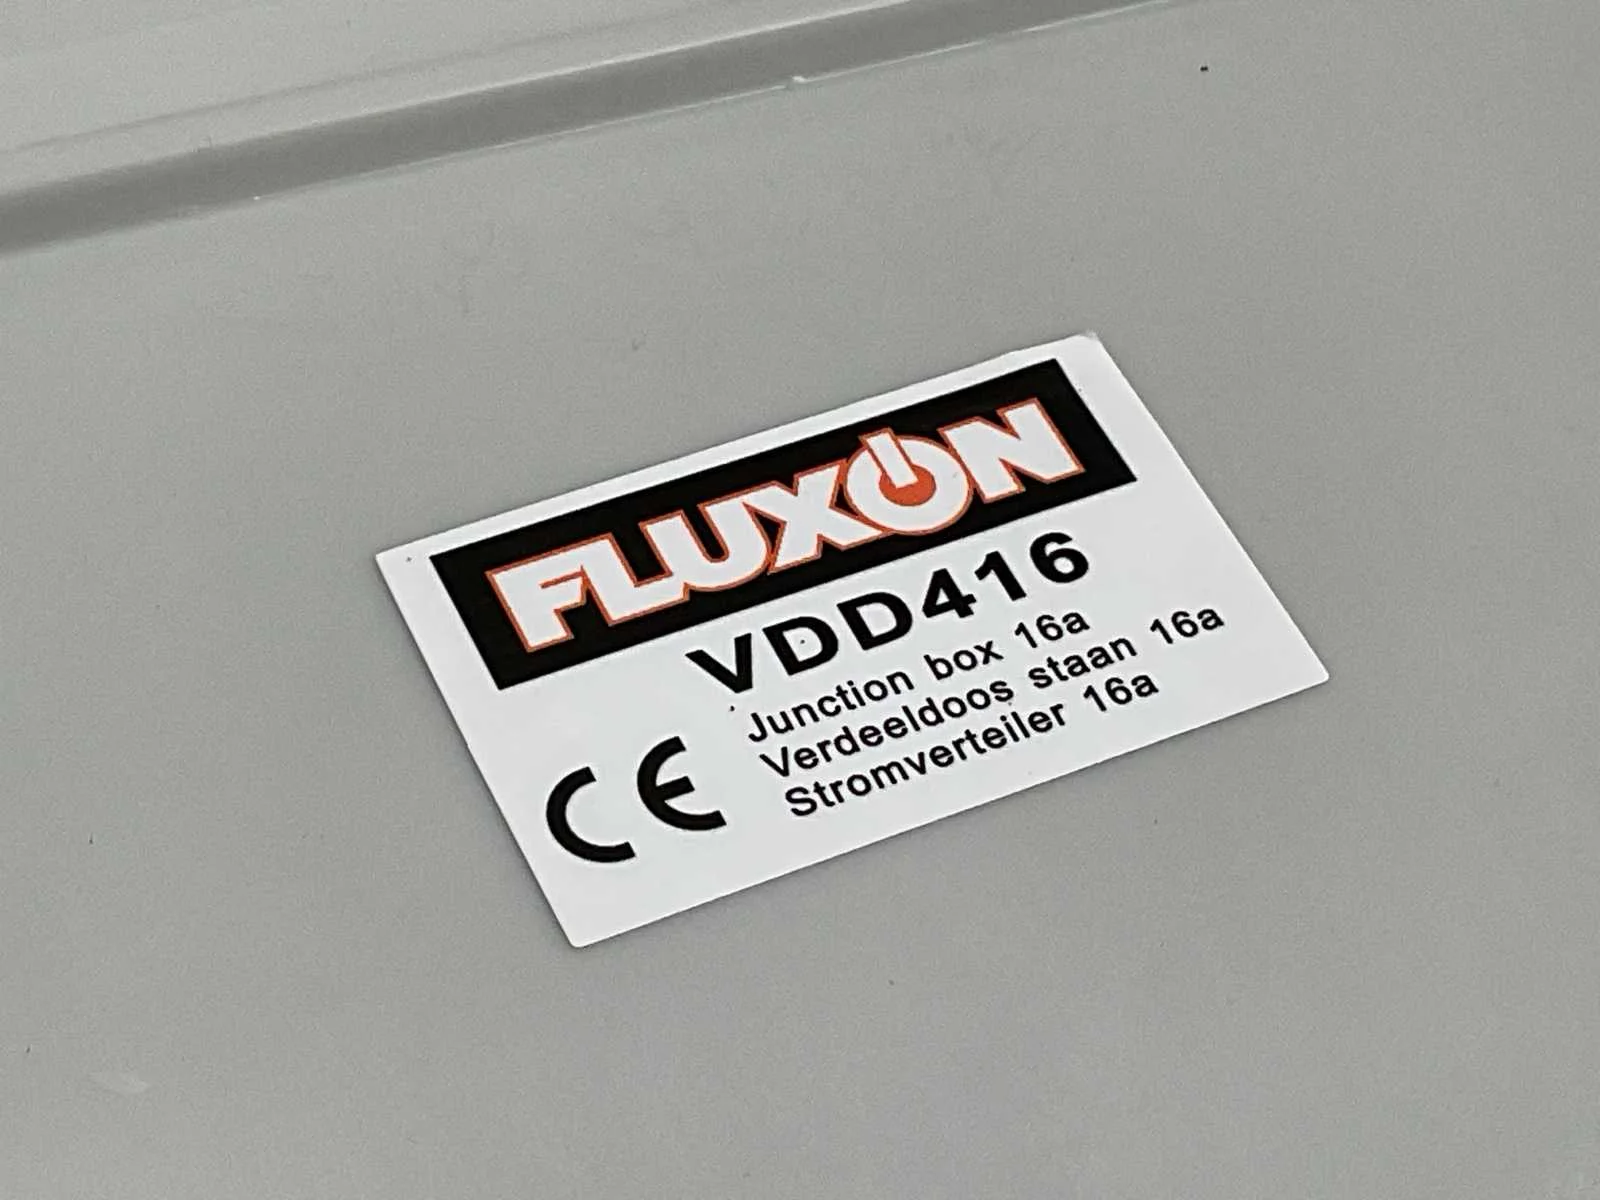 FLUXON
VDD416
Junction box 16a
Verdeeldoos staan 16a
Stromverteiler 16a
CE